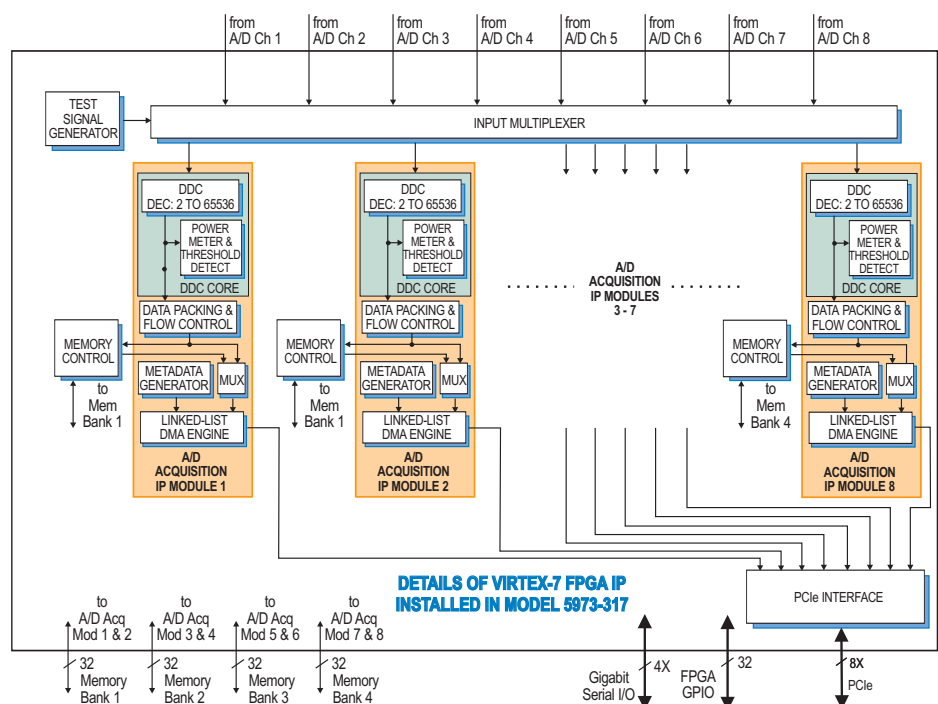 from
A/D Ch 1
from
A/D Ch 2
from
A/D Ch 3
from
A/D Ch 4
from
A/D Ch 5
from
A/D Ch 6
from
A/D Ch 7
from
A/D Ch 8
TEST
SIGNAL
GENERATOR
INPUT MULTIPLEXER
DDC
DEC: 2 TO 65536
POWER
METER &
THRESHOLD
DETECT
DDC CORE
DATA PACKING &
FLOW CONTROL
MEMORY
CONTROL
METADATA
GENERATOR
MUX
to
Mem
Bank 1
LINKED-LIST
DMA ENGINE
A/D
ACQUISITION
IP MODULE 1
DDC
DEC: 2 TO 65536
POWER
METER &
THRESHOLD
DETECT
DDC CORE
DATA PACKING &
FLOW CONTROL
MEMORY
CONTROL
METADATA
GENERATOR
MUX
to
Mem
Bank 1
LINKED-LIST
DMA ENGINE
A/D
ACQUISITION
IP MODULE 2
A/D
ACQUISITION
IP MODULES
3 - 7
DDC
DEC: 2 TO 65536
POWER
METER &
THRESHOLD
DETECT
DDC CORE
DATA PACKING &
FLOW CONTROL
MEMORY
CONTROL
METADATA
GENERATOR
MUX
to
Mem
Bank 4
LINKED-LIST
DMA ENGINE
A/D
ACQUISITION
IP MODULE 8
DETAILS OF VIRTEX-7 FPGA IP
INSTALLED IN MODEL 5973-317
PCIe INTERFACE
to
A/D Acq
Mod 1 & 2
to
A/D Acq
Mod 3 & 4
to
A/D Acq
Mod 5 & 6
to
A/D Acq
Mod 7 & 8
32
Memory
Bank 1
32
Memory
Bank 2
32
Memory
Bank 3
32
Memory
Bank 4
4X
Gigabit
Serial I/O
32
FPGA
GPIO
8X
PCIe